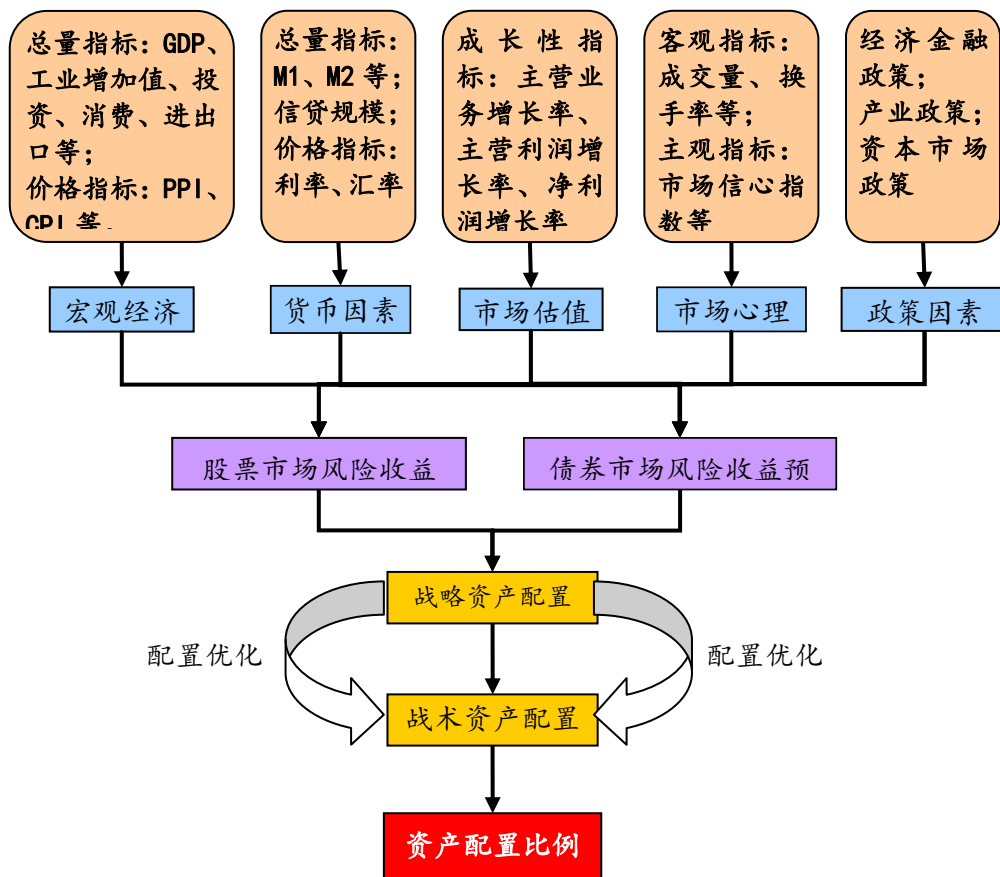 总量指标：GDP、
工业增加值、投
资、消费、进出
口等；
价格指标：PPI、
CPI 等.
总量指标：
M1、M2 等；
信贷规模；
价格指标：
利率、汇率
成长性指
标：主营业
务增长率、
主营利润增
长率、净利
润增长率
客观指标：
成交量、换
手率等；
主观指标：
市场信心指
数等
经济金融
政策；
产业政策；
资本市场
政策
宏观经济
货币因素
市场估值
市场心理
政策因素
股票市场风险收益
债券市场风险收益预
战略资产配置
配置优化
配置优化
战术资产配置
资产配置比例